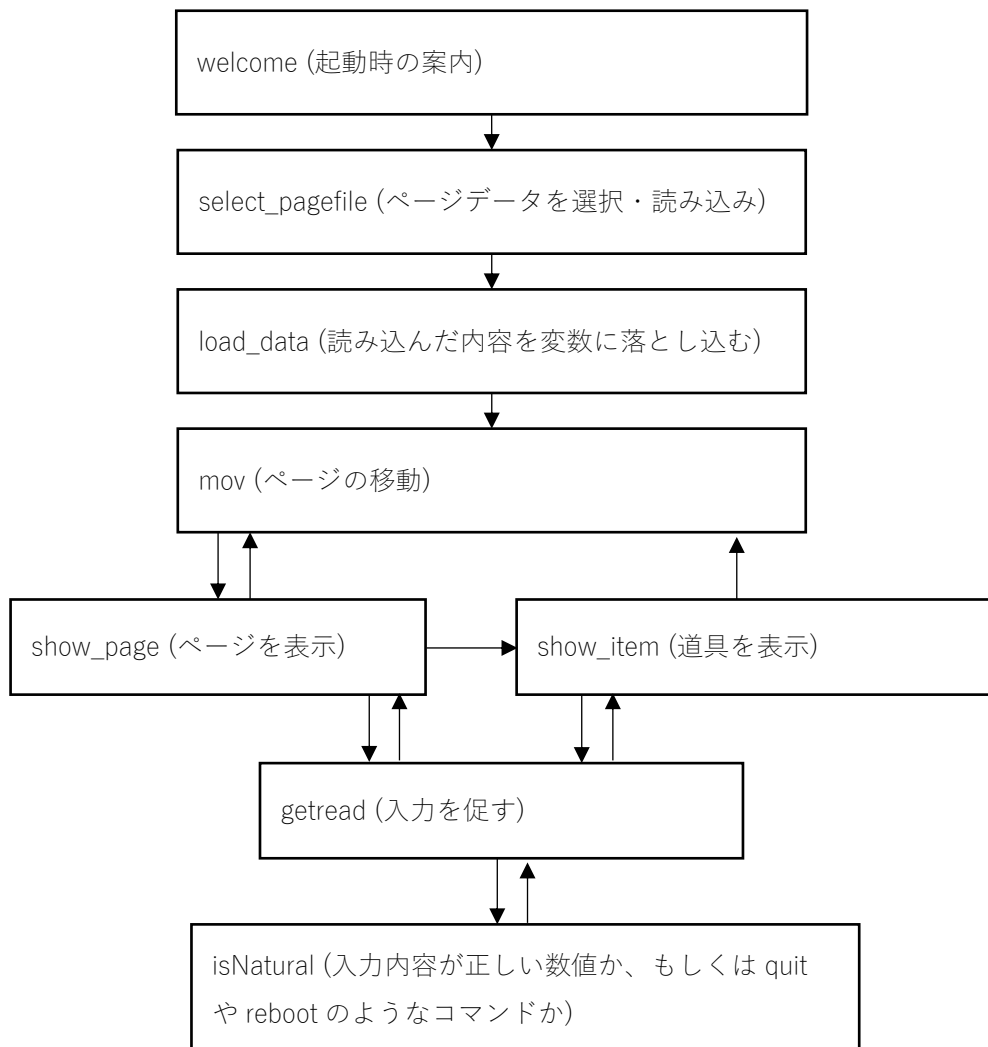 welcome (起動時の案内)
select_pagefile (ページデータを選択・読み込み)
load_data (読み込んだ内容を変数に落とし込む)
mov (ページの移動)
show_page (ページを表示)
show_item (道具を表示)
getread (入力を促す)
isNatural (入力内容が正しい数値か、もしくは quit
や reboot のようなコマンドか)